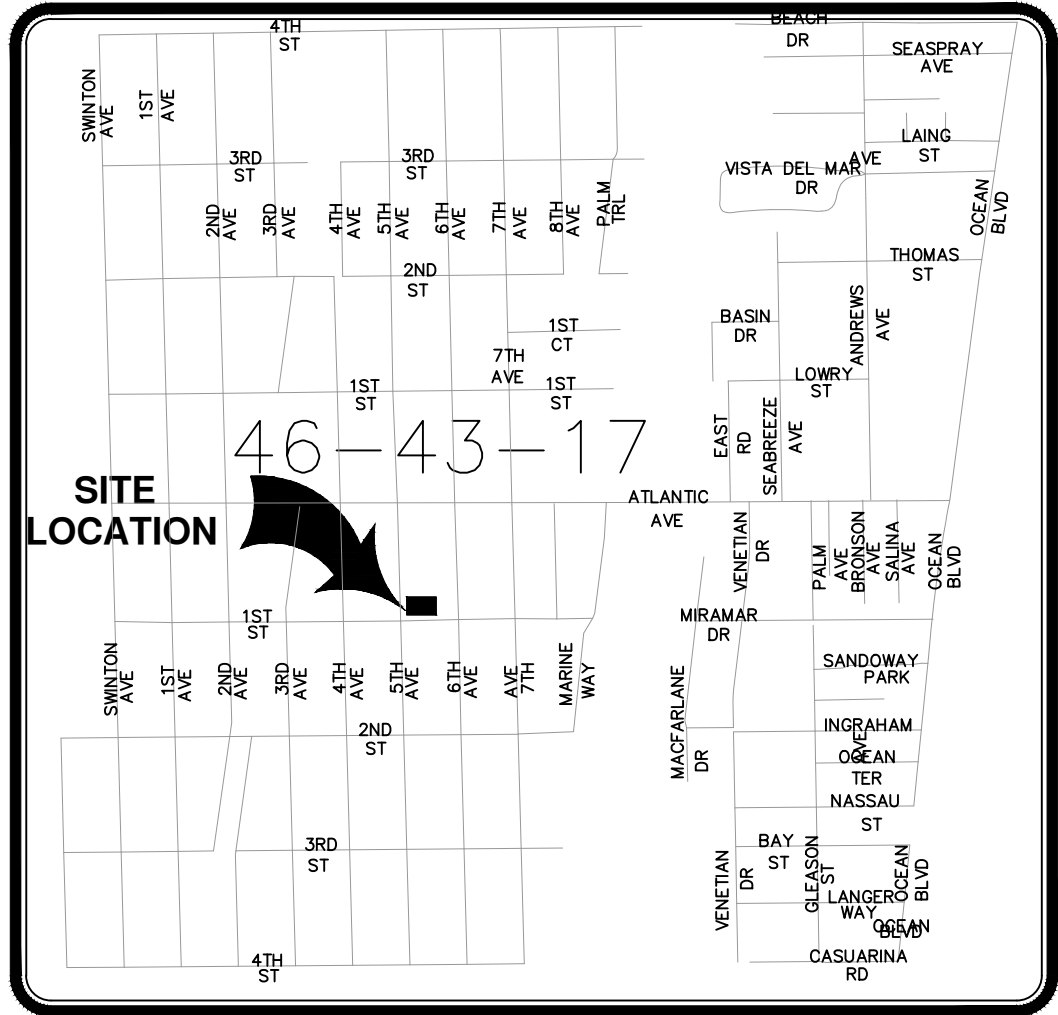 4TH
ST
BEACH
DR
SEASPRAY
AVE
SWINTON
AVE
1ST
AVE
LAING
ST
3RD
ST
3RD
ST
AVE
VISTA DEL MAR
DR
2ND
AVE
3RD
AVE
4TH
AVE
5TH
AVE
6TH
AVE
7TH
AVE
8TH
AVE
PALM
TRL
OCEAN
BLVD
THOMAS
ST
2ND
ST
ANDREWS
AVE
BASIN
DR
1ST
CT
7TH
AVE
LOWRY
ST
1ST
ST
1ST
ST
EAST
RD
SEABREEZE
AVE
46-43-17
SITE
LOCATION
ATLANTIC
AVE
VENETIAN
DR
PALM
AVE
BRONSON
AVE
SALINA
AVE
OCEAN
BLVD
1ST
ST
MIRAMAR
DR
SWINTON
AVE
1ST
AVE
2ND
AVE
3RD
AVE
4TH
AVE
5TH
AVE
6TH
AVE
AVE
7TH
MARINE
WAY
SANDOWAY
PARK
MACFARLANE
DR
2ND
ST
INGRAHAM
AVE
OCEAN
TER
NASSAU
ST
3RD
ST
BAY
ST
VENETIAN
DR
GLEASON
ST
OCEAN
BLVD
LANGER
WAY
OCEAN
BLVD
4TH
ST
CASUARINA
RD